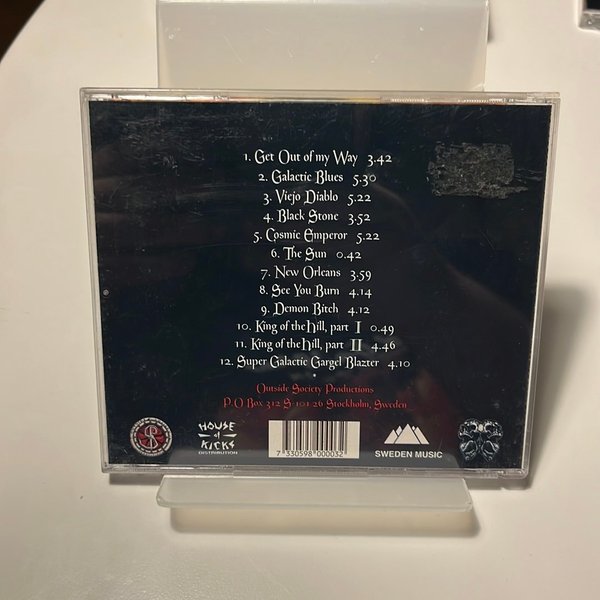 1. Get Out of my Way 3.42
2. Galactic Blues 5.30
3. Viejo Diablo 5.22
4. Black Stone 3.52
5. Cosmic Emperor 5.22
6. The Sun 0.42
7. New Orleans 3.59
8. See You Burn 4.14
9. Demon Bitch 4.12
10. King of the Hill, part I 0.49
11. King of the Hill, part II 4.46
12. Super Galactic Gargel Blazter 4.10
Outside Society Productions
P.O Box 312 S-101 26 Stockholm, Sweden
HOUSE
of
KICKS
DISTRIBUTION
7 330598 000032
SWEDEN MUSIC